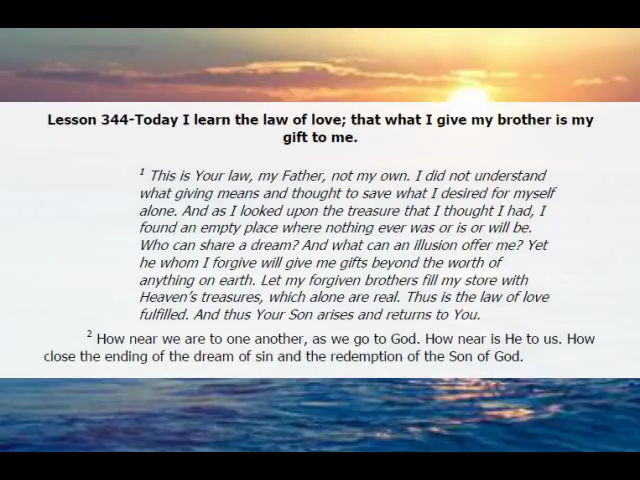 Lesson 344-Today I learn the law of love; that what I give my brother is my
gift to me.
1 This is Your law, my Father, not my own. I did not understand
what giving means and thought to save what I desired for myself
alone. And as I looked upon the treasure that I thought I had, I
found an empty place where nothing ever was or is or will be.
Who can share a dream? And what can an illusion offer me? Yet
he whom I forgive will give me gifts beyond the worth of
anything on earth. Let my forgiven brothers fill my store with
Heaven's treasures, which alone are real. Thus is the law of love
fulfilled. And thus Your Son arises and returns to You.
2 How near we are to one another, as we go to God. How near is He to us. How
close the ending of the dream of sin and the redemption of the Son of God.